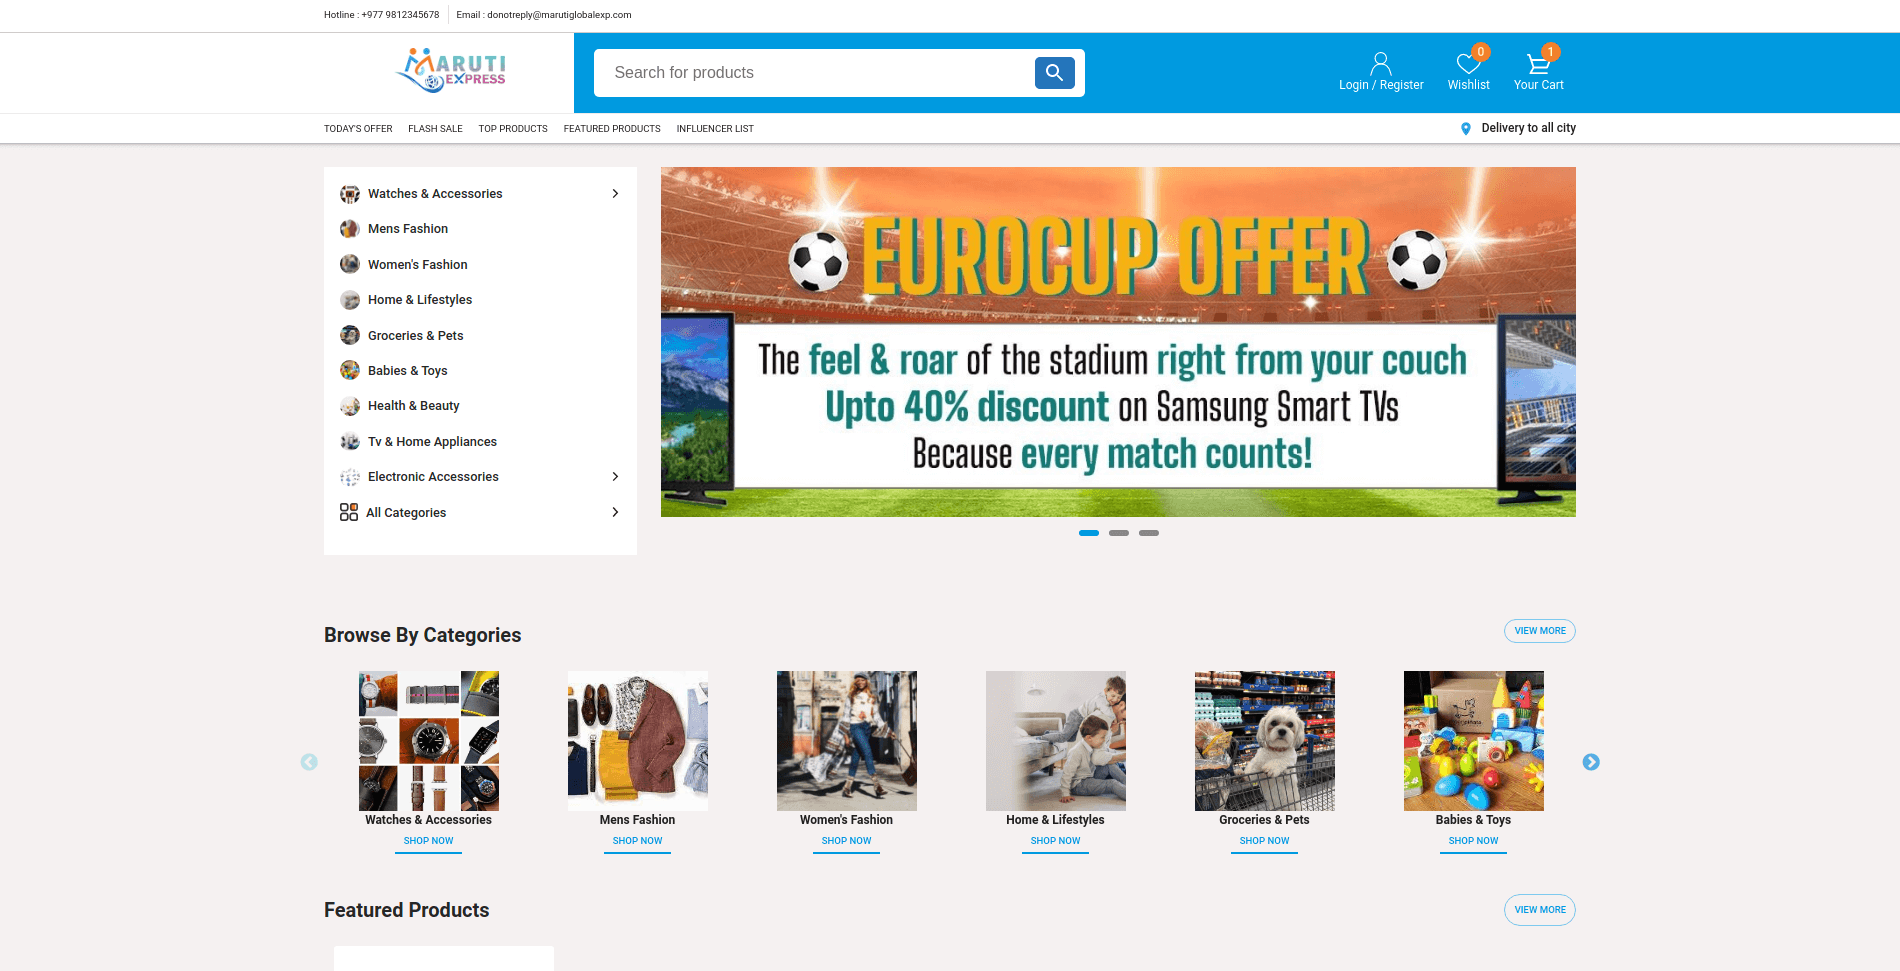 Hotline : +977 9812345678
Email : donotreply@marutiglobalexp.com
MARUTI
EXPRESS
Search for products
0
1
Login / Register
Wishlist
Your Cart
TODAY'S OFFER
FLASH SALE
TOP PRODUCTS
FEATURED PRODUCTS
INFLUENCER LIST
Delivery to all city
Watches & Accessories
Mens Fashion
Women's Fashion
Home & Lifestyles
Groceries & Pets
Babies & Toys
Health & Beauty
Tv & Home Appliances
Electronic Accessories
All Categories
EUROCUP OFFER
The feel & roar of the stadium right from your couch
Upto 40% discount on Samsung Smart TVs
Because every match counts!
Browse By Categories
VIEW MORE
Watches & Accessories
SHOP NOW
Mens Fashion
SHOP NOW
Women's Fashion
SHOP NOW
Home & Lifestyles
SHOP NOW
Groceries & Pets
SHOP NOW
Babies & Toys
SHOP NOW
Featured Products
VIEW MORE